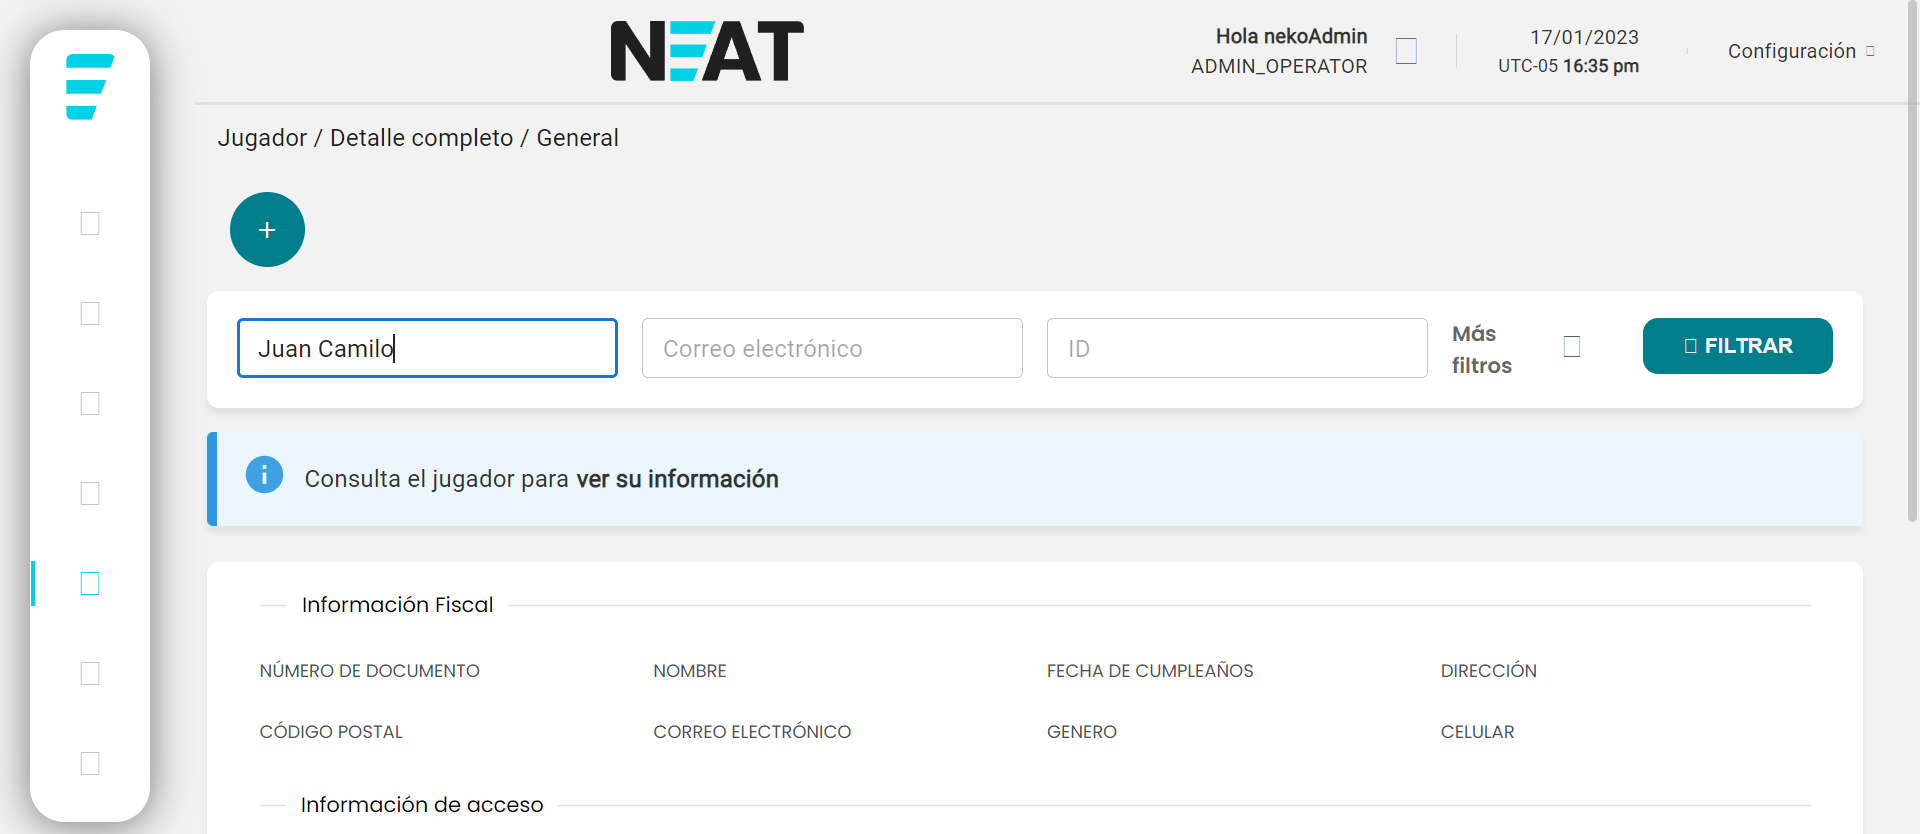 NEAT
Hola nekoAdmin
ADMIN_OPERATOR
17/01/2023
UTC-05 16:35 pm
Configuración
Jugador / Detalle completo / General
+
Juan Camilo
Correo electrónico
ID
Más
filtros
FILTRAR
Consulta el jugador para ver su información
Información Fiscal
NÚMERO DE DOCUMENTO
NOMBRE
FECHA DE CUMPLEAÑOS
DIRECCIÓN
CÓDIGO POSTAL
CORREO ELECTRÓNICO
GENERO
CELULAR
Información de acceso